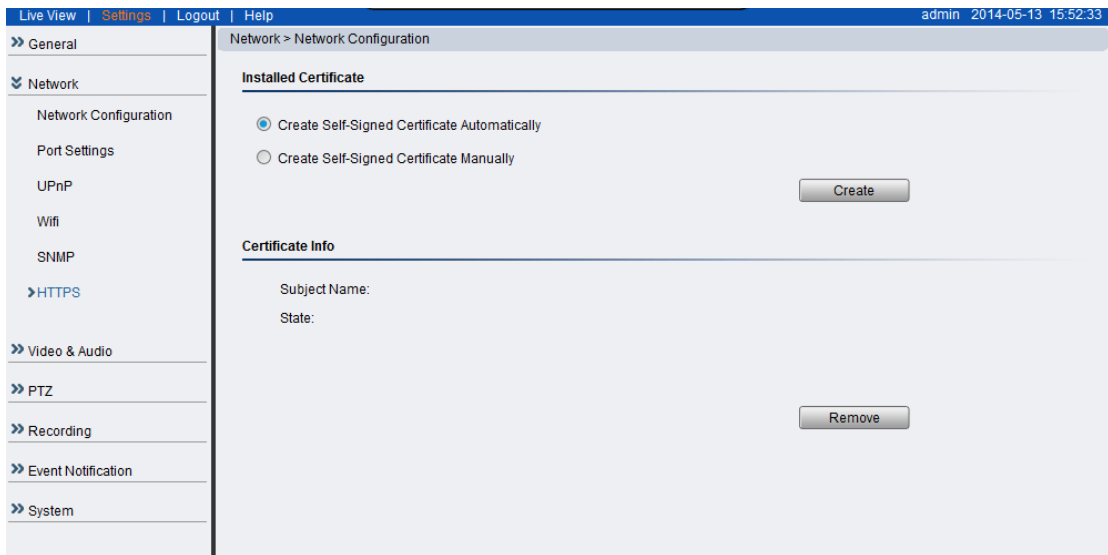 Live View | Settings | Logout | Help admin 2014-05-13 15:52:33
General
Network
Network Configuration
Port Settings
UPnP
Wifi
SNMP
HTTPS
Video & Audio
PTZ
Recording
Event Notification
System
Network > Network Configuration
Installed Certificate
Create Self-Signed Certificate Automatically
Create Self-Signed Certificate Manually
Create
Certificate Info
Subject Name:
State:
Remove